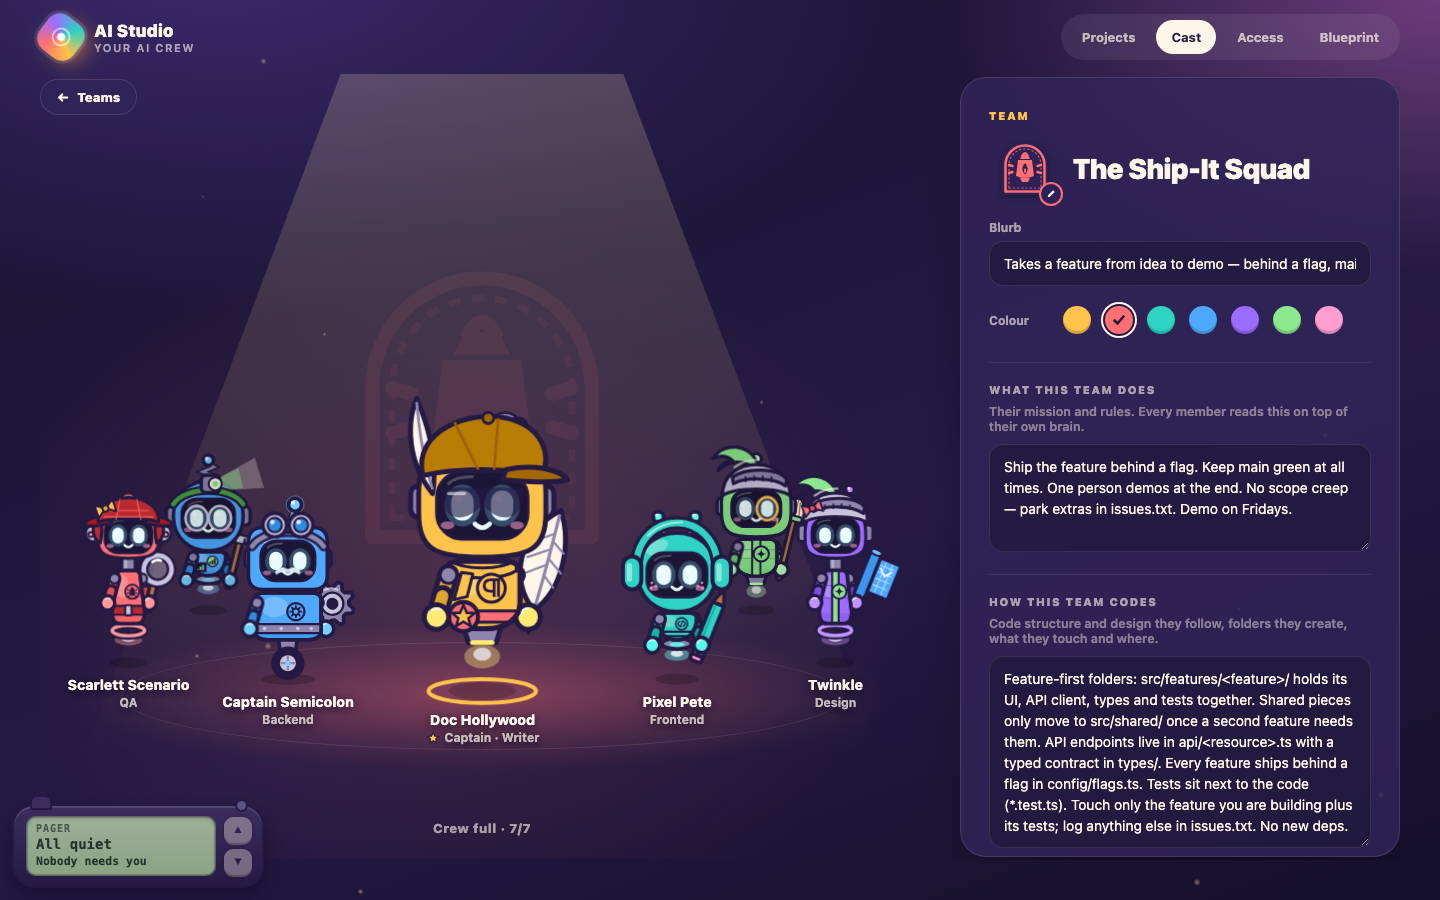 AI Studio
YOUR AI CREW
Projects
Cast
Access
Blueprint
← Teams
TEAM
The Ship-It Squad
Blurb
Takes a feature from idea to demo — behind a flag, mai
Colour
WHAT THIS TEAM DOES
Their mission and rules. Every member reads this on top of
their own brain.
Ship the feature behind a flag. Keep main green at all
times. One person demos at the end. No scope creep
— park extras in issues.txt. Demo on Fridays.
HOW THIS TEAM CODES
Code structure and design they follow, folders they create,
what they touch and where.
Feature-first folders: src/features/<feature>/ holds its
UI, API client, types and tests together. Shared pieces
only move to src/shared/ once a second feature needs
them. API endpoints live in api/<resource>.ts with a
typed contract in types/. Every feature ships behind a
flag in config/flags.ts. Tests sit next to the code
(*.test.ts). Touch only the feature you are building plus
its tests; log anything else in issues.txt. No new deps.
Scarlett Scenario
QA
Captain Semicolon
Backend
Doc Hollywood
Captain · Writer
Pixel Pete
Frontend
Twinkle
Design
Crew full · 7/7
PAGER
All quiet
Nobody needs you